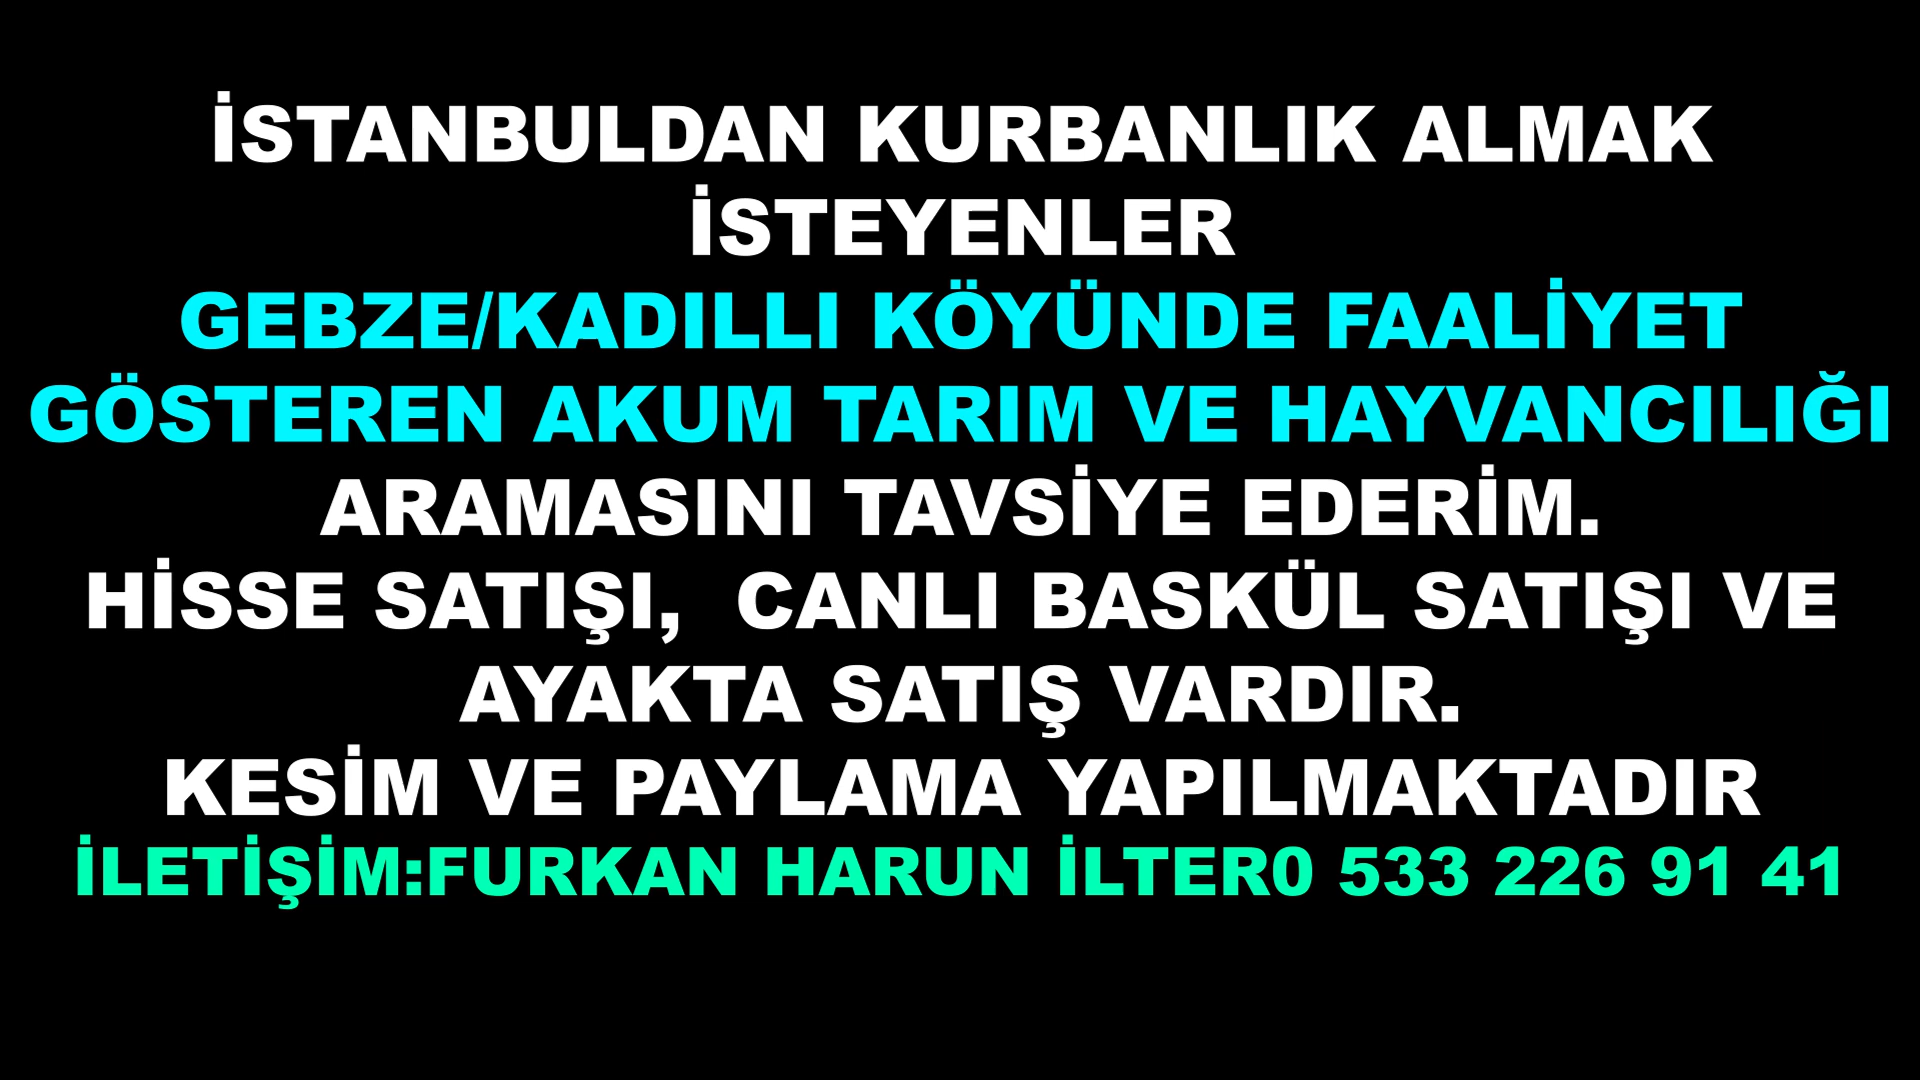 İSTANBULDAN KURBANLIK ALMAK
İSTEYENLER
GEBZE/KADILLI KÖYÜNDE FAALİYET
GÖSTEREN AKUM TARIM VE HAYVANCILIĞI
ARAMASINI TAVSİYE EDERİM.
HİSSE SATIŞI,  CANLI BASKÜL SATIŞI VE
AYAKTA SATIŞ VARDIR.
KESİM VE PAYLAMA YAPILMAKTADIR
İLETİŞİM:FURKAN HARUN İLTER0 533 226 91 41